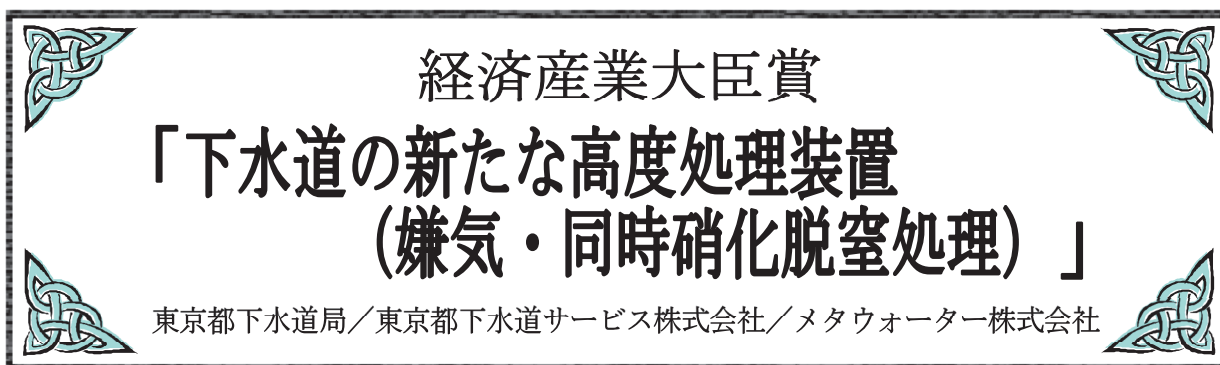 経済産業大臣賞
「下水道の新たな高度処理装置
（嫌気・同時硝化脱窒処理）」
東京都下水道局／東京都下水道サービス株式会社／メタウォーター株式会社